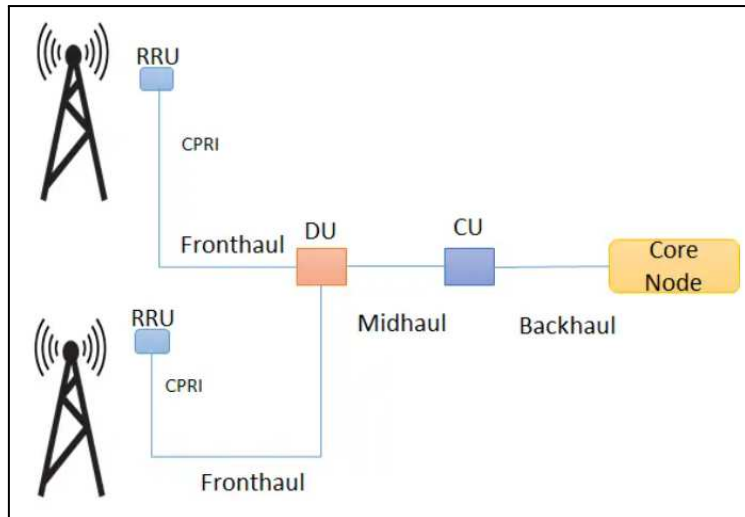 RRU
CPRI
Fronthaul
DU
CU
Core
Node
Midhaul
Backhaul
RRU
CPRI
Fronthaul